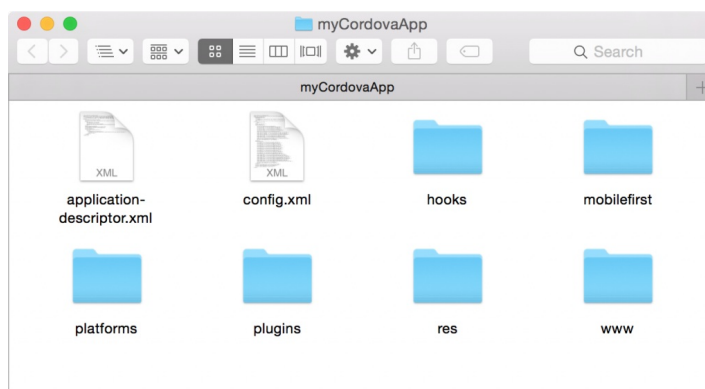 myCordovaApp
Search
myCordovaApp
XML
XML
application-
descriptor.xml
config.xml
hooks
mobilefirst
platforms
plugins
res
www